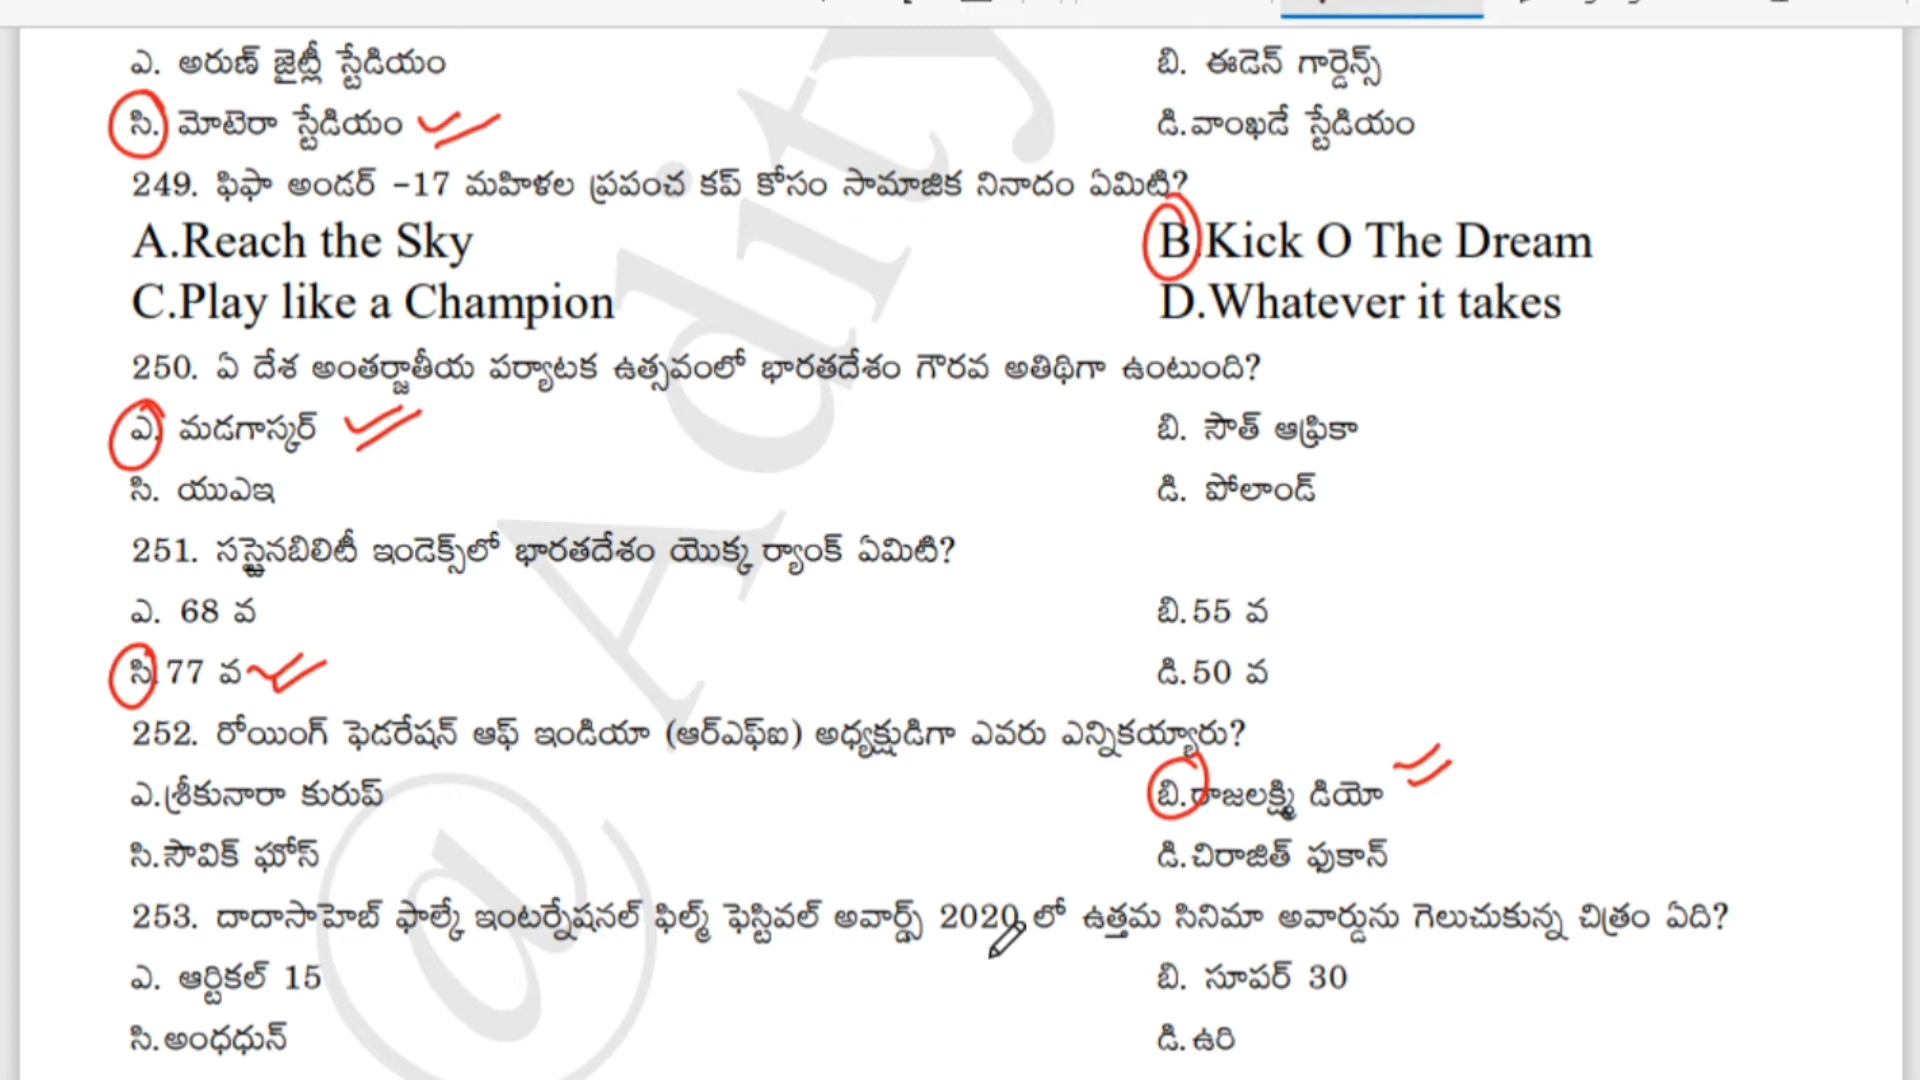 ఎ. అరుణ్ జైట్లీ స్టేడియం బి. ఈడెన్ గార్డెన్స్
సి. మోటెరా స్టేడియం డి.వాంఖడే స్టేడియం
249. ఫిఫా అండర్ -17 మహిళల ప్రపంచ కప్ కోసం సామాజిక నినాదం ఏమిటి?
A.Reach the Sky B.Kick O The Dream
C.Play like a Champion D.Whatever it takes
250. ఏ దేశ అంతర్జాతీయ పర్యాటక ఉత్సవంలో భారతదేశం గౌరవ అతిథిగా ఉంటుంది?
ఎ. మడగాస్కర్ బి. సౌత్ ఆఫ్రికా
సి. యుఎఇ డి. పోలాండ్
251. సస్టైనబిలిటీ ఇండెక్స్‌లో భారతదేశం యొక్క ర్యాంక్ ఏమిటి?
ఎ. 68 వ బి.55 వ
సి.77 వ డి.50 వ
252. రోయింగ్ ఫెడరేషన్ ఆఫ్ ఇండియా (ఆర్ఎఫ్ఐ) అధ్యక్షుడిగా ఎవరు ఎన్నికయ్యారు?
ఎ.శ్రీకునారా కురుప్ బి.రాజలక్ష్మి డియో
సి.సౌవిక్ ఘోస్ డి.చిరాజిత్ ఫుకాన్
253. దాదాసాహెబ్ ఫాల్కే ఇంటర్నేషనల్ ఫిల్మ్ ఫెస్టివల్ అవార్డ్స్ 2020 లో ఉత్తమ సినిమా అవార్డును గెలుచుకున్న చిత్రం ఏది?
ఎ. ఆర్టికల్ 15 బి. సూపర్ 30
సి.అంధధున్ డి.ఉరి
@ Adity